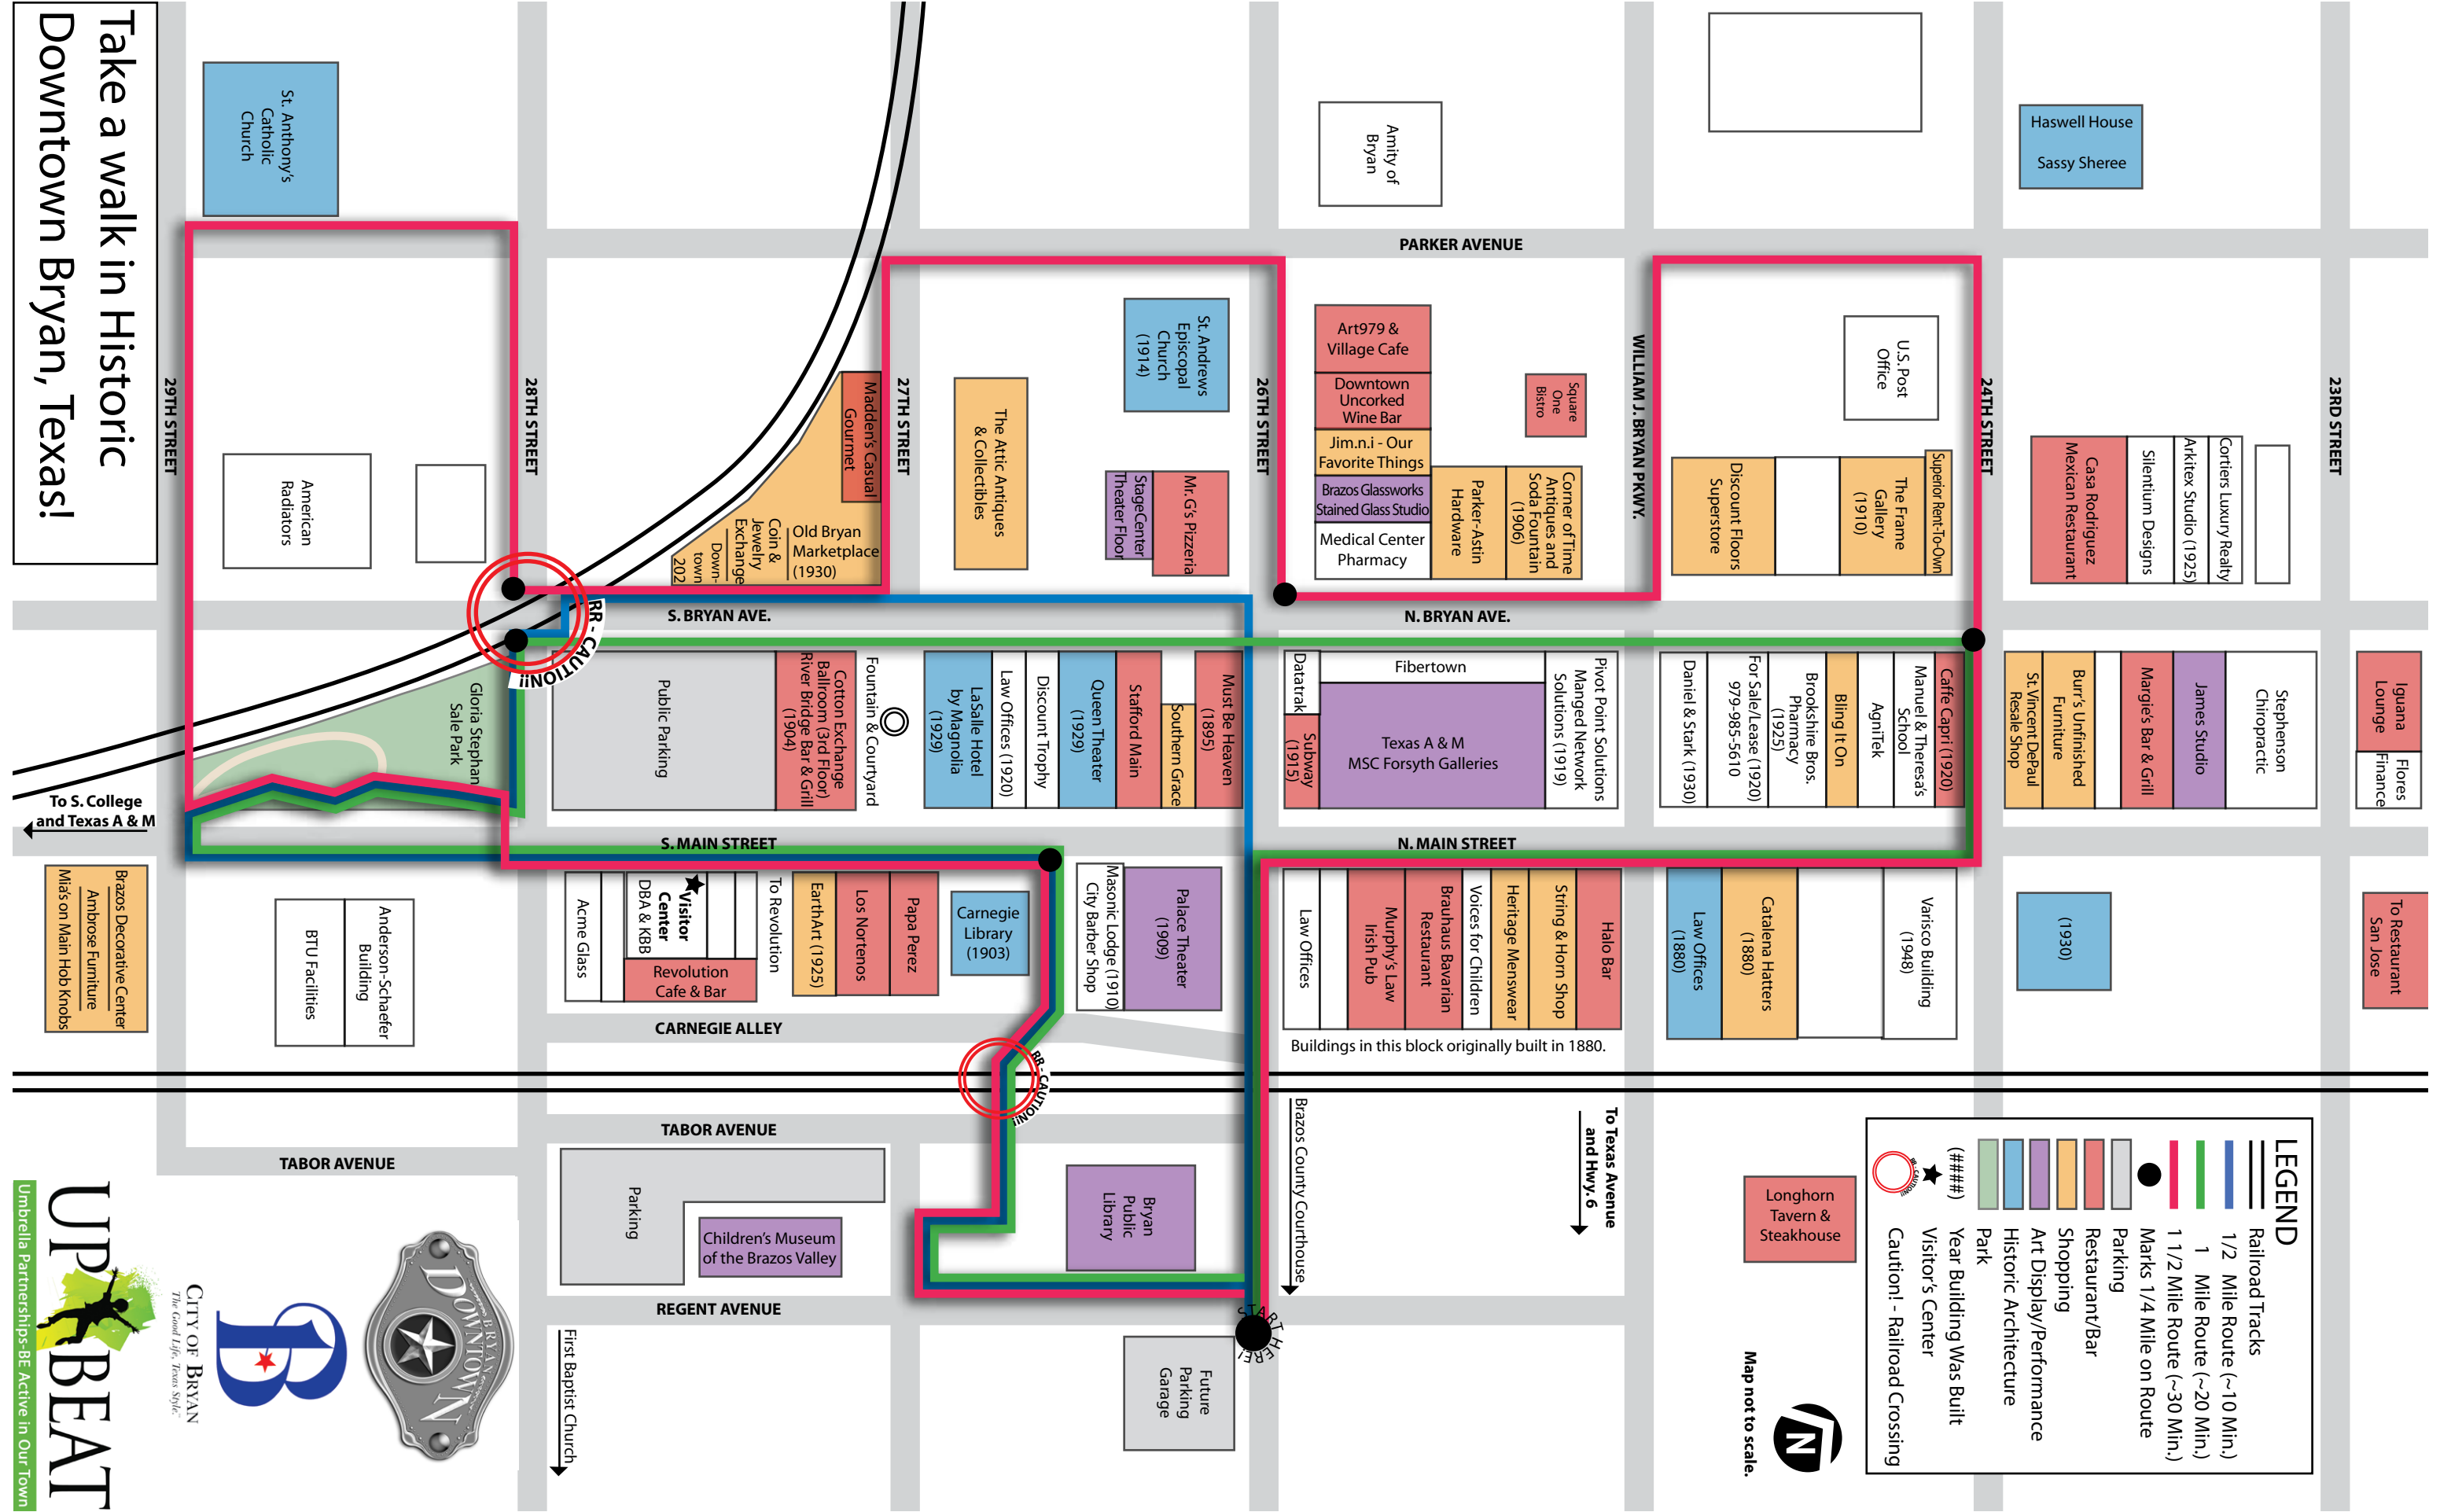 Take a walk in Historic
Downtown Bryan, Texas!
St. Anthony's
Catholic
Church
Amity of
Bryan
Haswell House
Sassy Sheree
PARKER AVENUE
29TH STREET
28TH STREET
27TH STREET
26TH STREET
WILLIAM J. BRYAN PKWY.
24TH STREET
23RD STREET
American
Radiators
Madden's Casual
Gourmet
Old Bryan
Marketplace
(1930)
Coin &
Jewelry
Exchange
Down-
town
202
The Attic Antiques
& Collectibles
St. Andrews
Episcopal
Church
(1914)
StageCenter
Theater Floor
Mr. G's Pizzeria
Art979 &
Village Cafe
Downtown
Uncorked
Wine Bar
Jim.n.i - Our
Favorite Things
Brazos Glassworks
Stained Glass Studio
Medical Center
Pharmacy
Parker-Astin
Hardware
Corner of Time
Antiques and
Soda Fountain
(1906)
Square
One
Bistro
Discount Floors
Superstore
U.S.Post
Office
The Frame
Gallery
(1910)
Superior Rent-To-Own
Casa Rodriguez
Mexican Restaurant
Silentium Designs
Arkitex Studio (1925)
Cortiers Luxury Realty
RR - CAUTION!!
S. BRYAN AVE.
N. BRYAN AVE.
Gloria Stephan
Sale Park
Public Parking
Cotton Exchange
Ballroom (3rd Floor)
River Bridge Bar & Grill
(1904)
Fountain & Courtyard
LaSalle Hotel
by Magnolia
(1929)
Law Offices (1920)
Discount Trophy
Queen Theater
(1929)
Stafford Main
Southern Grace
Must Be Heaven
(1895)
Datatrak
Subway
(1915)
Fibertown
Texas A & M
MSC Forsyth Galleries
Pivot Point Solutions
Managed Network
Solutions (1919)
Daniel & Stark (1930)
For Sale/Lease (1920)
979-985-5610
Brookshire Bros.
Pharmacy
(1925)
Bling It On
AgniTek
Manuel & Theresa's
School
Caffe Capri (1920)
St. Vincent DePaul
Resale Shop
Burr's Unfinished
Furniture
Margie's Bar & Grill
James Studio
Stephenson
Chiropractic
Iguana
Lounge
Flores
Finance
To S. College
and Texas A & M
S. MAIN STREET
N. MAIN STREET
Brazos Decorative Center
Ambrose Furniture
Mia's on Main Hob Knobs
BTU Facilities
Anderson-Schaefer
Building
Acme Glass
Visitor
Center
DBA & KBB
Revolution
Cafe & Bar
To Revolution
EarthArt (1925)
Los Nortenos
Papa Perez
Carnegie
Library
(1903)
Masonic Lodge (1910)
City Barber Shop
Palace Theater
(1909)
Law Offices
Murphy's Law
Irish Pub
Brauhaus Bavarian
Restaurant
Voices for Children
Heritage Menswear
String & Horn Shop
Halo Bar
Buildings in this block originally built in 1880.
Law Offices
(1880)
Catalena Hatters
(1880)
Varisco Building
(1948)
(1930)
To Restaurant
San Jose
CARNEGIE ALLEY
RR - CAUTION!!
TABOR AVENUE
TABOR AVENUE
Parking
Children's Museum
of the Brazos Valley
Bryan
Public
Library
REGENT AVENUE
First Baptist Church
Brazos County Courthouse
To Texas Avenue
and Hwy. 6
START HERE!
Future
Parking
Garage
Longhorn
Tavern &
Steakhouse
Map not to scale.
N
LEGEND
Railroad Tracks
1/2 Mile Route (~10 Min.)
1 Mile Route (~20 Min.)
1 1/2 Mile Route (~30 Min.)
Marks 1/4 Mile on Route
Parking
Restaurant/Bar
Shopping
Art Display/Performance
Historic Architecture
Park
(####) Year Building Was Built
Visitor's Center
RR - CAUTION!!
Caution! - Railroad Crossing
UPBEAT
Umbrella Partnerships-BE Active in Our Town
B
CITY OF BRYAN
The Good Life, Texas Style.
BRYAN
DOWNTOWN